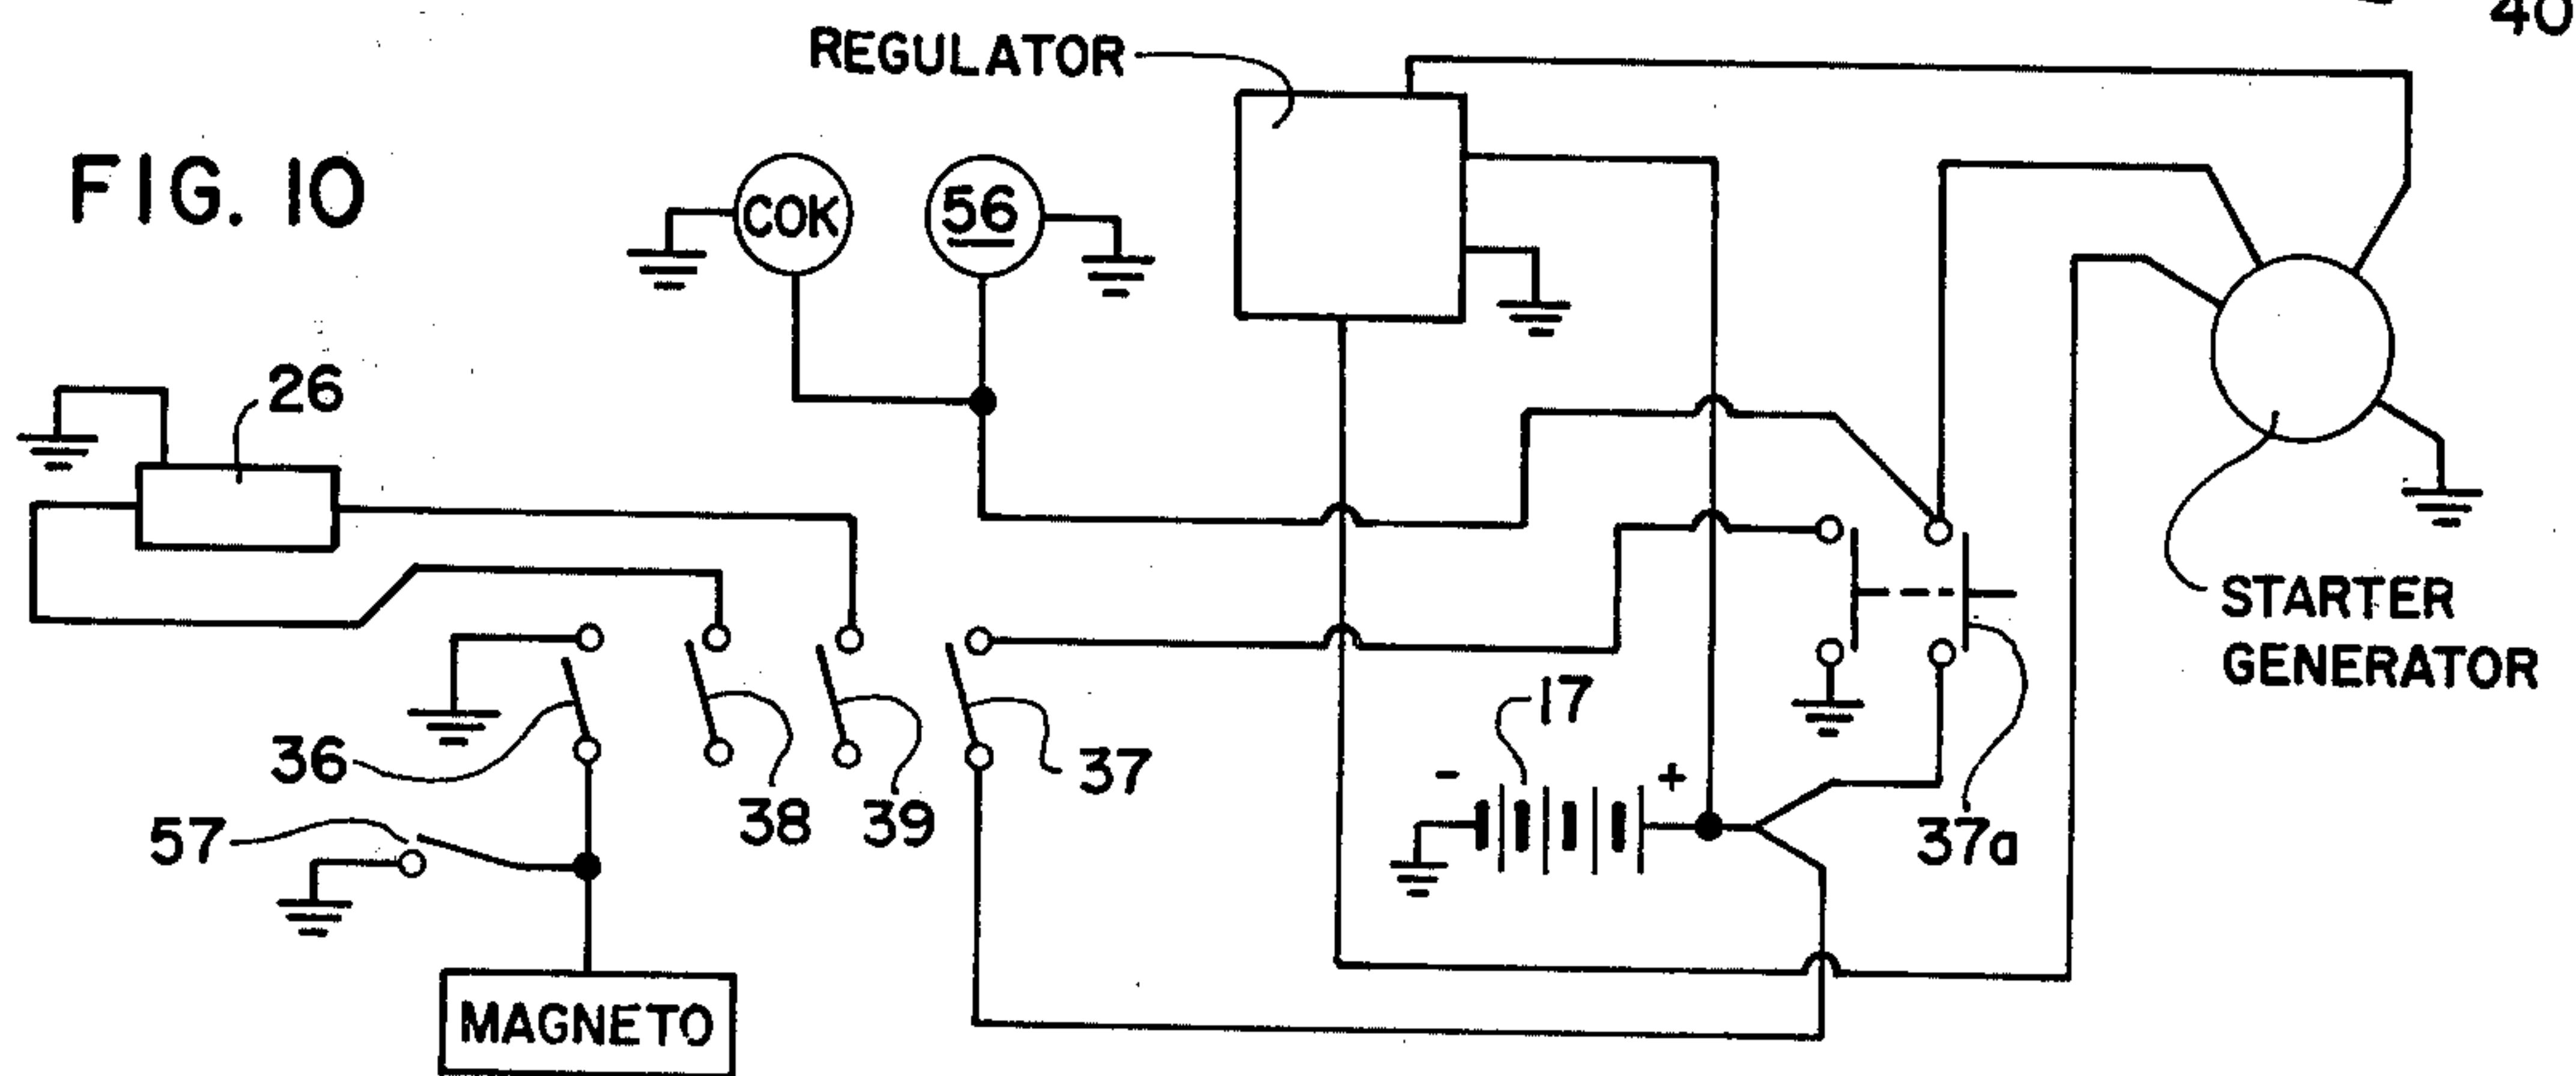 40
REGULATOR
FIG. 10
COK
56
26
STARTER
GENERATOR
17
- +
36
37
38
39
57
37a
MAGNETO